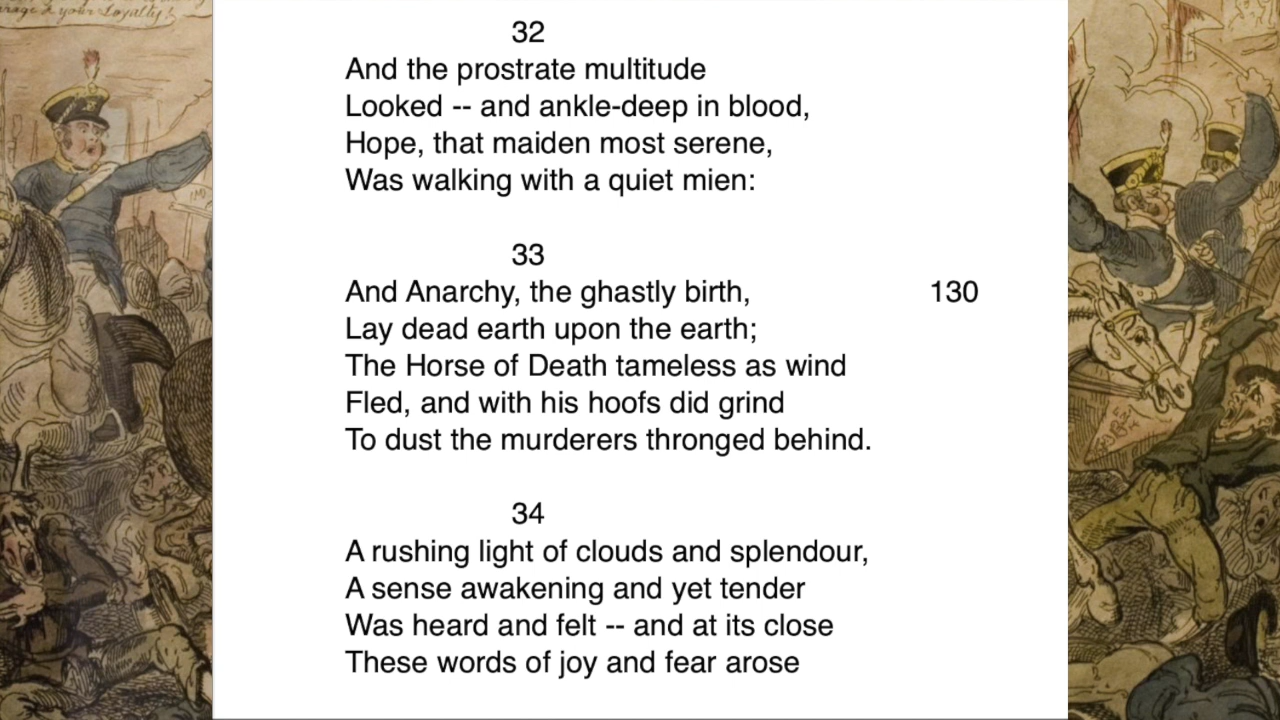 rage & your Loyalty!
32
And the prostrate multitude
Looked -- and ankle-deep in blood,
Hope, that maiden most serene,
Was walking with a quiet mien:
33
And Anarchy, the ghastly birth, 130
Lay dead earth upon the earth;
The Horse of Death tameless as wind
Fled, and with his hoofs did grind
To dust the murderers thronged behind.
34
A rushing light of clouds and splendour,
A sense awakening and yet tender
Was heard and felt -- and at its close
These words of joy and fear arose